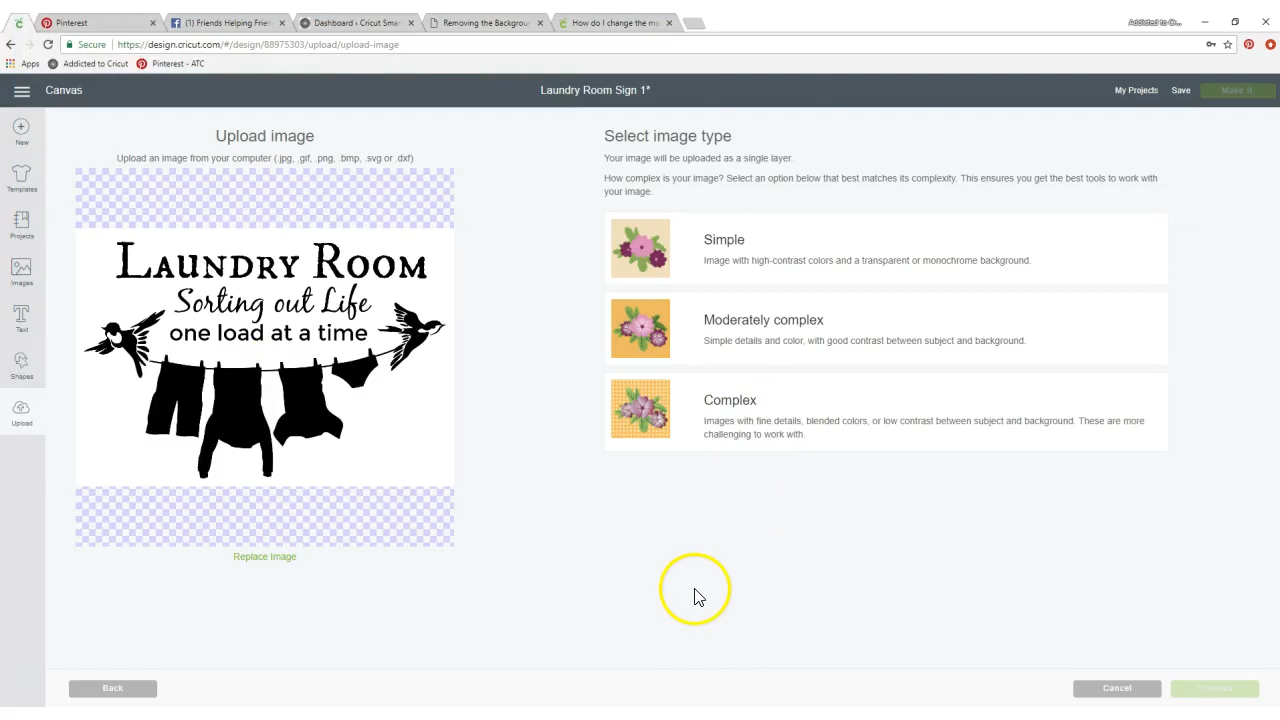 Pinterest
(1) Friends Helping Frien
Dashboard ‹ Cricut Smar
Removing the Backgroun
How do I change the ma
Addicted to Cr...
Secure
https://design.cricut.com/#/design/88975303/upload/upload-image
Apps
Addicted to Cricut
Pinterest - ATC
Canvas
Laundry Room Sign 1*
My Projects
Save
Make It
New
Templates
Projects
Images
Text
Shapes
Upload
Upload image
Upload an image from your computer (.jpg, .gif, .png, .bmp, .svg or .dxf)
LAUNDRY ROOM
Sorting out Life
one load at a time
Replace Image
Select image type
Your image will be uploaded as a single layer.
How complex is your image? Select an option below that best matches its complexity. This ensures you get the best tools to work with
your image.
Simple
Image with high-contrast colors and a transparent or monochrome background.
Moderately complex
Simple details and color, with good contrast between subject and background.
Complex
Images with fine details, blended colors, or low contrast between subject and background. These are more
challenging to work with.
Back
Cancel